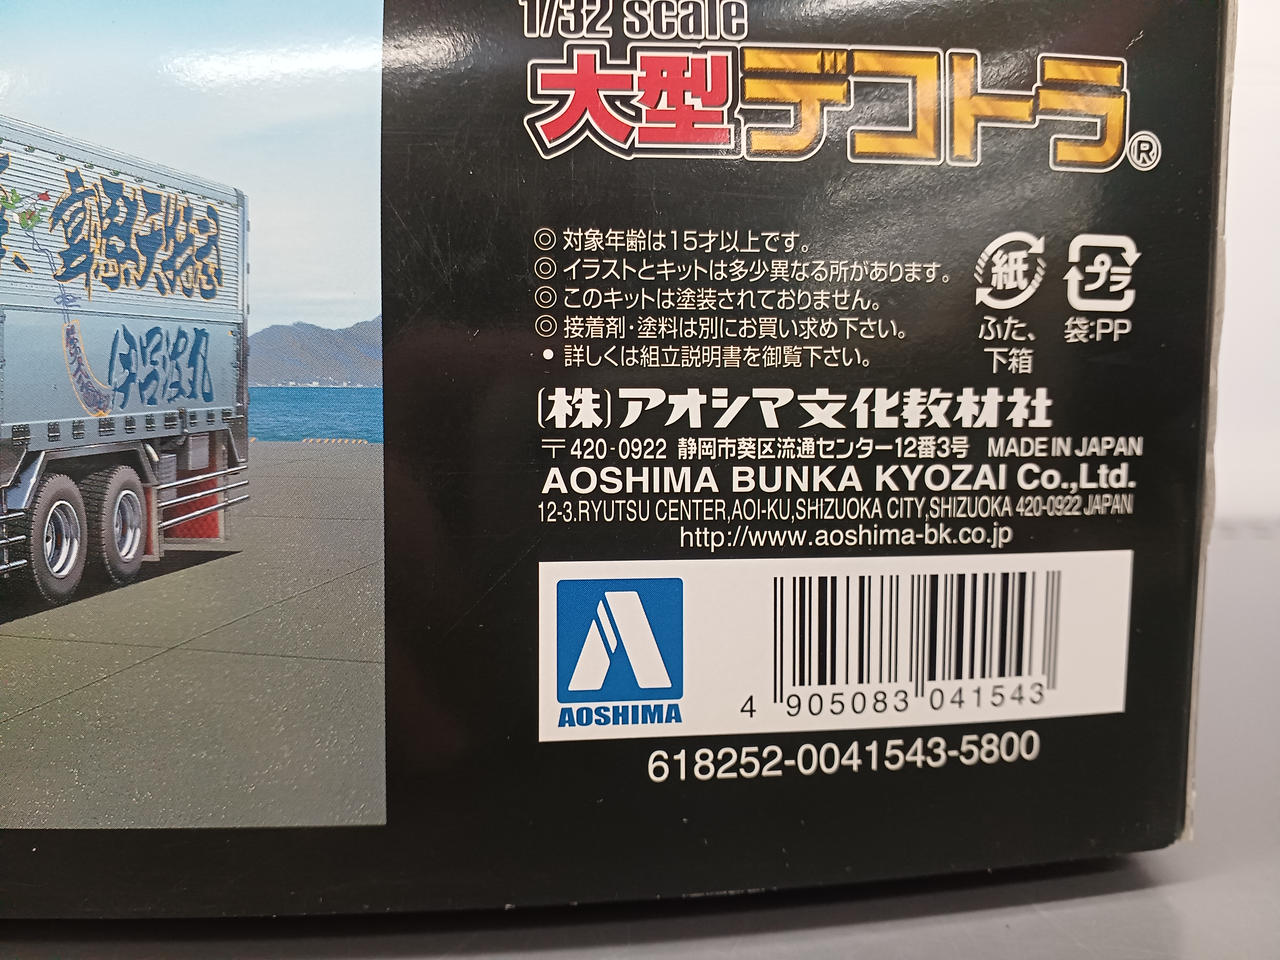 1/32 scale
大型デコトラ®
◎ 対象年齢は15才以上です。
◎ イラストとキットは多少異なる所があります。
◎ このキットは塗装されておりません。
◎ 接着剤・塗料は別にお買い求め下さい。
● 詳しくは組立説明書を御覧下さい。
紙
ふた、
下箱
プラ
袋:PP
(株)アオシマ文化教材社
〒420-0922 静岡市葵区流通センター12番3号 MADE IN JAPAN
AOSHIMA BUNKA KYOZAI Co.,Ltd.
12-3.RYUTSU CENTER,AOI-KU,SHIZUOKA CITY,SHIZUOKA 420-0922 JAPAN
http://www.aoshima-bk.co.jp
AOSHIMA
4 905083 041543
618252-0041543-5800